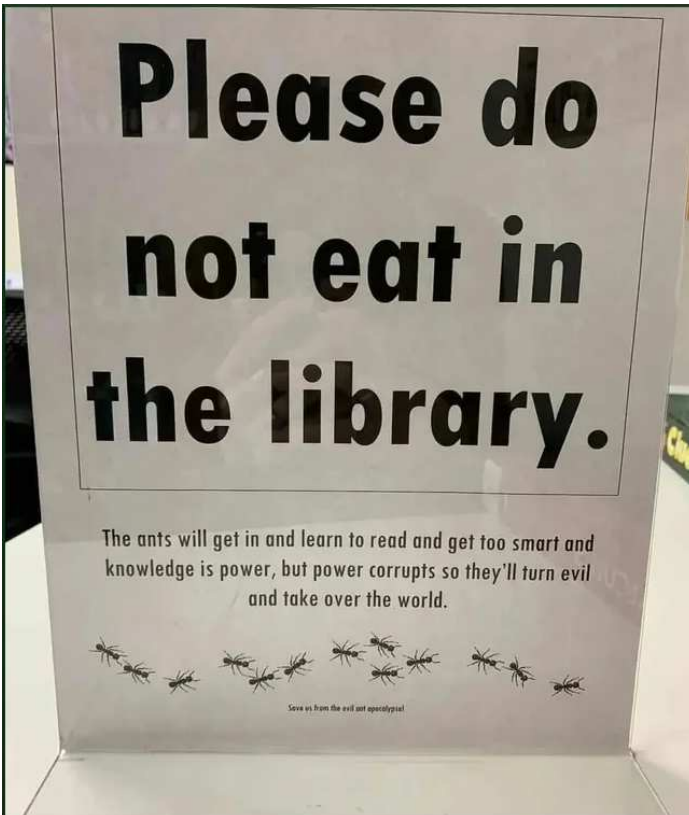 Please do
not eat in
the library.
The ants will get in and learn to read and get too smart and
knowledge is power, but power corrupts so they'll turn evil
and take over the world.
Save us from the evil ant apocalypse!